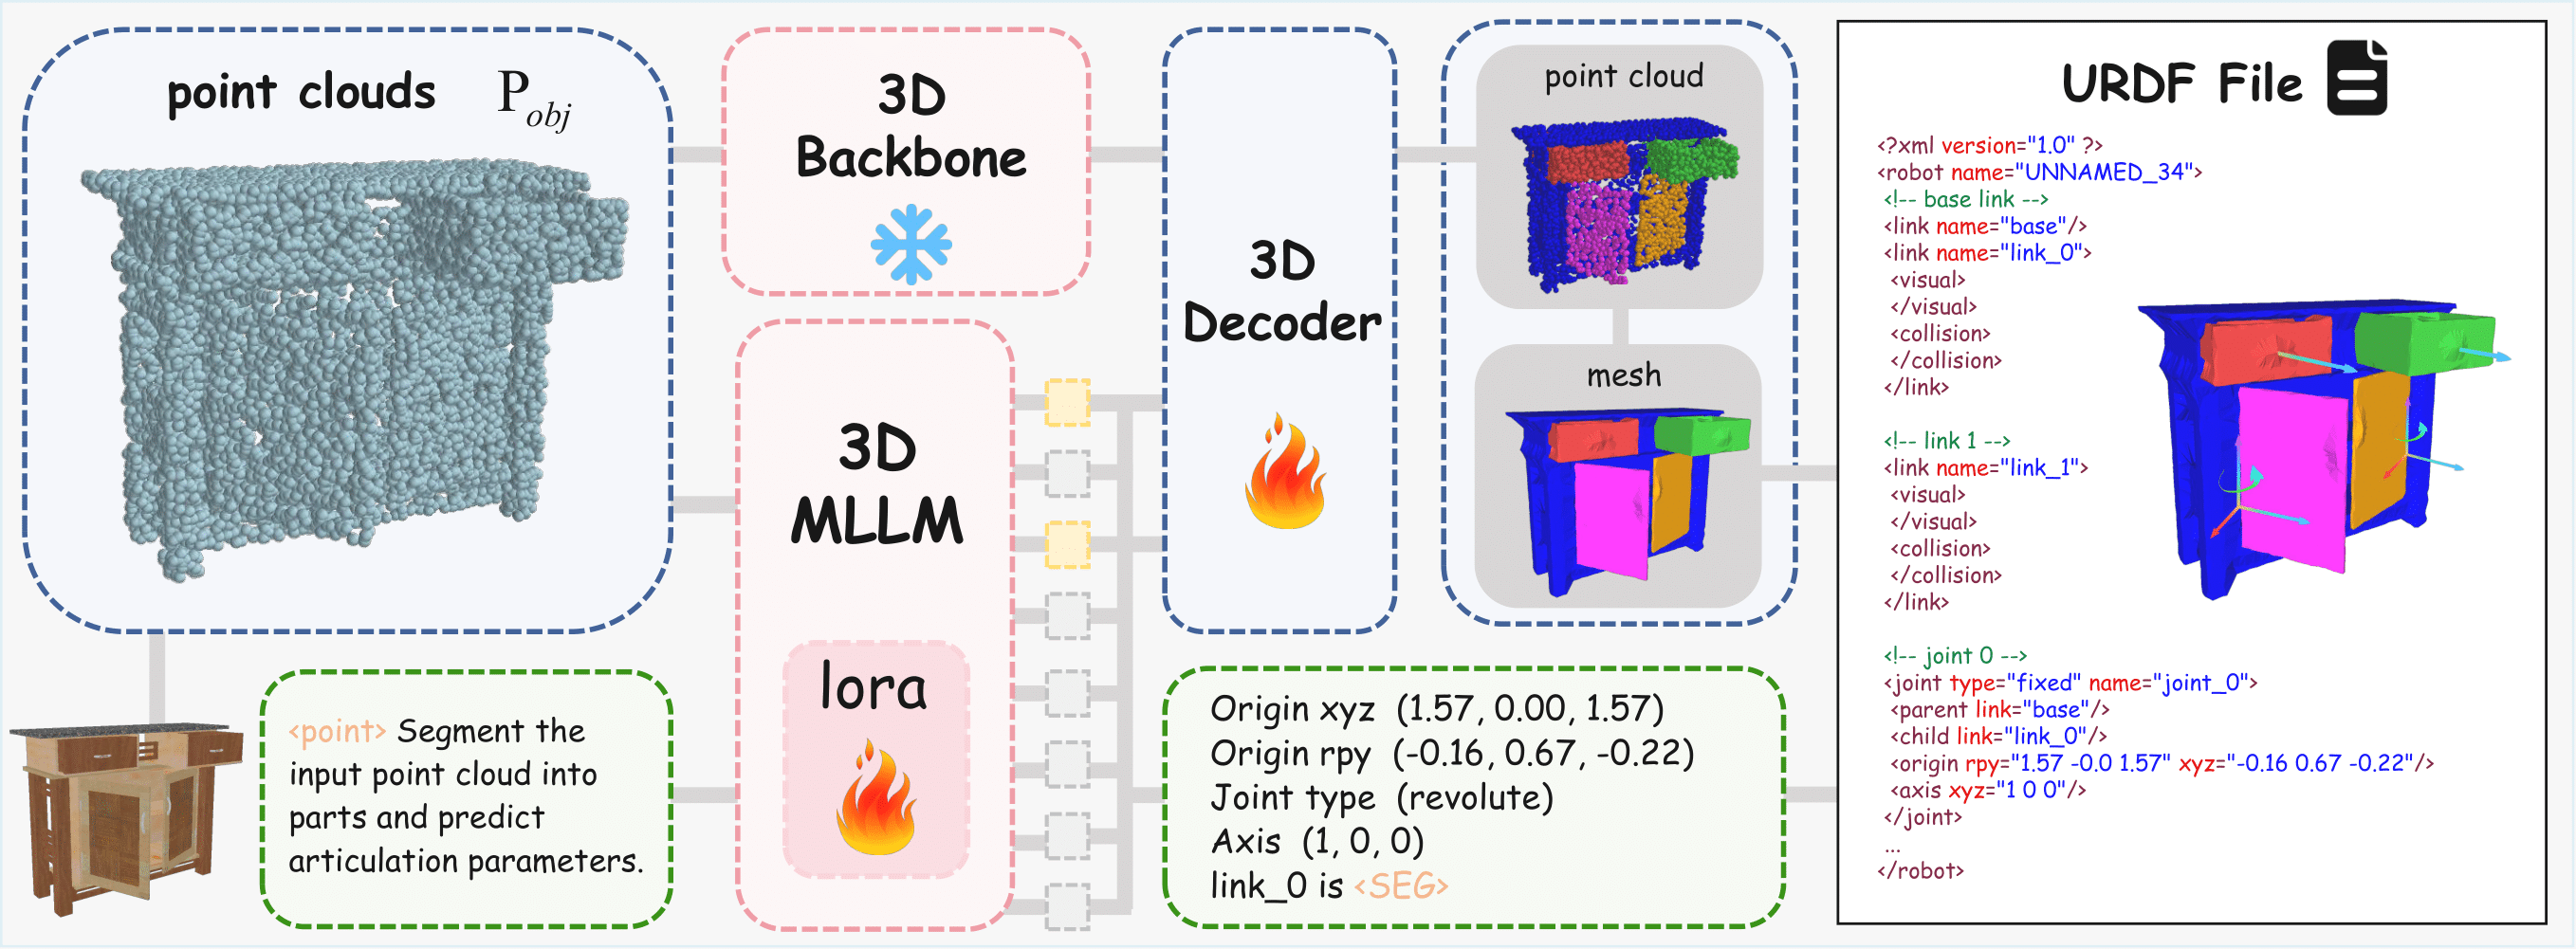 point clouds P_obj
<point> Segment the
input point cloud into
parts and predict
articulation parameters.
3D
Backbone
3D
MLLM
lora
3D
Decoder
point cloud
mesh
Origin xyz (1.57, 0.00, 1.57)
Origin rpy (-0.16, 0.67, -0.22)
Joint type (revolute)
Axis (1, 0, 0)
link_0 is <SEG>
URDF File
<?xml version="1.0" ?>
<robot name="UNNAMED_34">
<!-- base link -->
<link name="base"/>
<link name="link_0">
<visual>
</visual>
<collision>
</collision>
</link>
<!-- link 1 -->
<link name="link_1">
<visual>
</visual>
<collision>
</collision>
</link>
<!-- joint 0 -->
<joint type="fixed" name="joint_0">
<parent link="base"/>
<child link="link_0"/>
<origin rpy="1.57 -0.0 1.57" xyz="-0.16 0.67 -0.22"/>
<axis xyz="1 0 0"/>
</joint>
...
</robot>